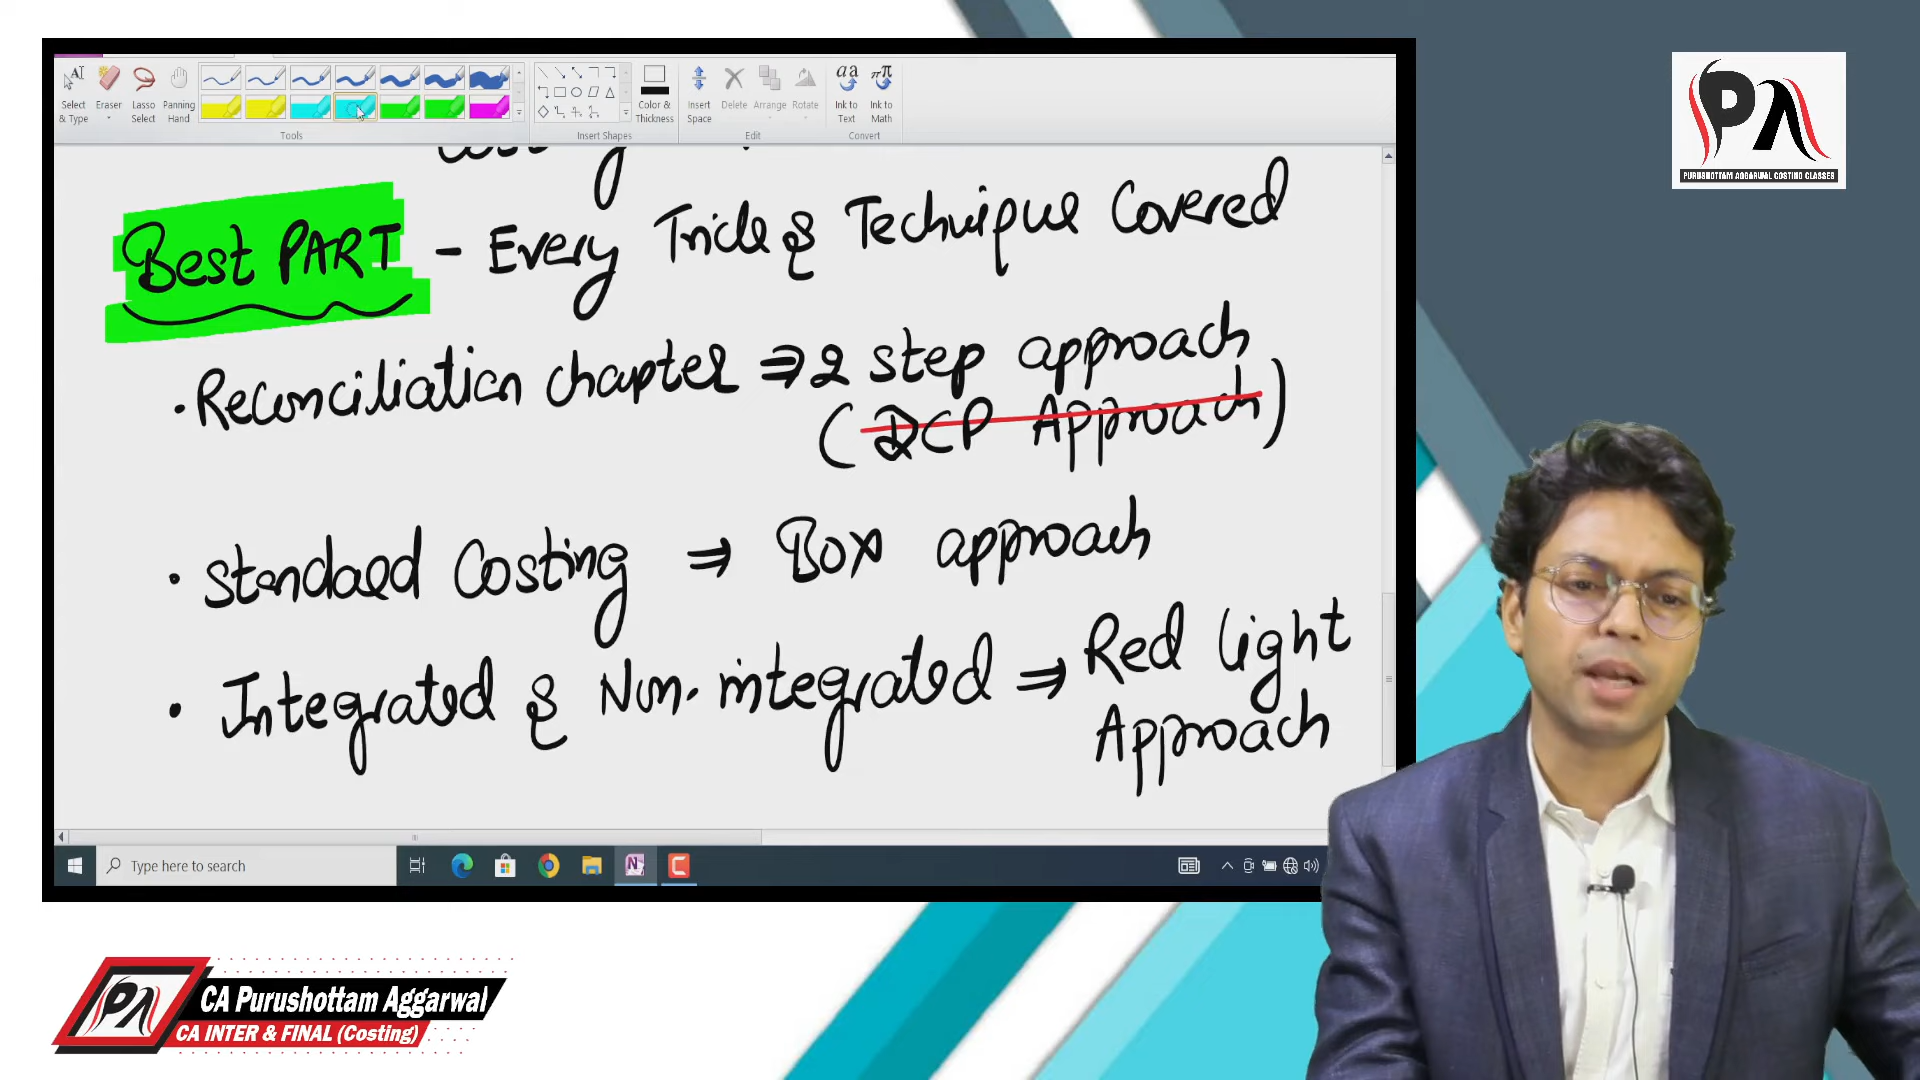 PA
PURUSHOTTAM AGGARWAL COSTING CLASSES
Select & Type
Eraser
Lasso Select
Panning Hand
Color & Thickness
Insert Space
Delete
Arrange
Rotate
Ink to Text
Ink to Math
Tools
Insert Shapes
Edit
Convert
Best PART - Every Trick & Technique Covered
• Reconciliation chapter ⇒ 2 step approach
(DCP Approach)
• Standard Costing ⇒ Box approach
• Integrated & Non-integrated ⇒ Red light
Approach
Type here to search
PA
CA Purushottam Aggarwal
CA INTER & FINAL (Costing)